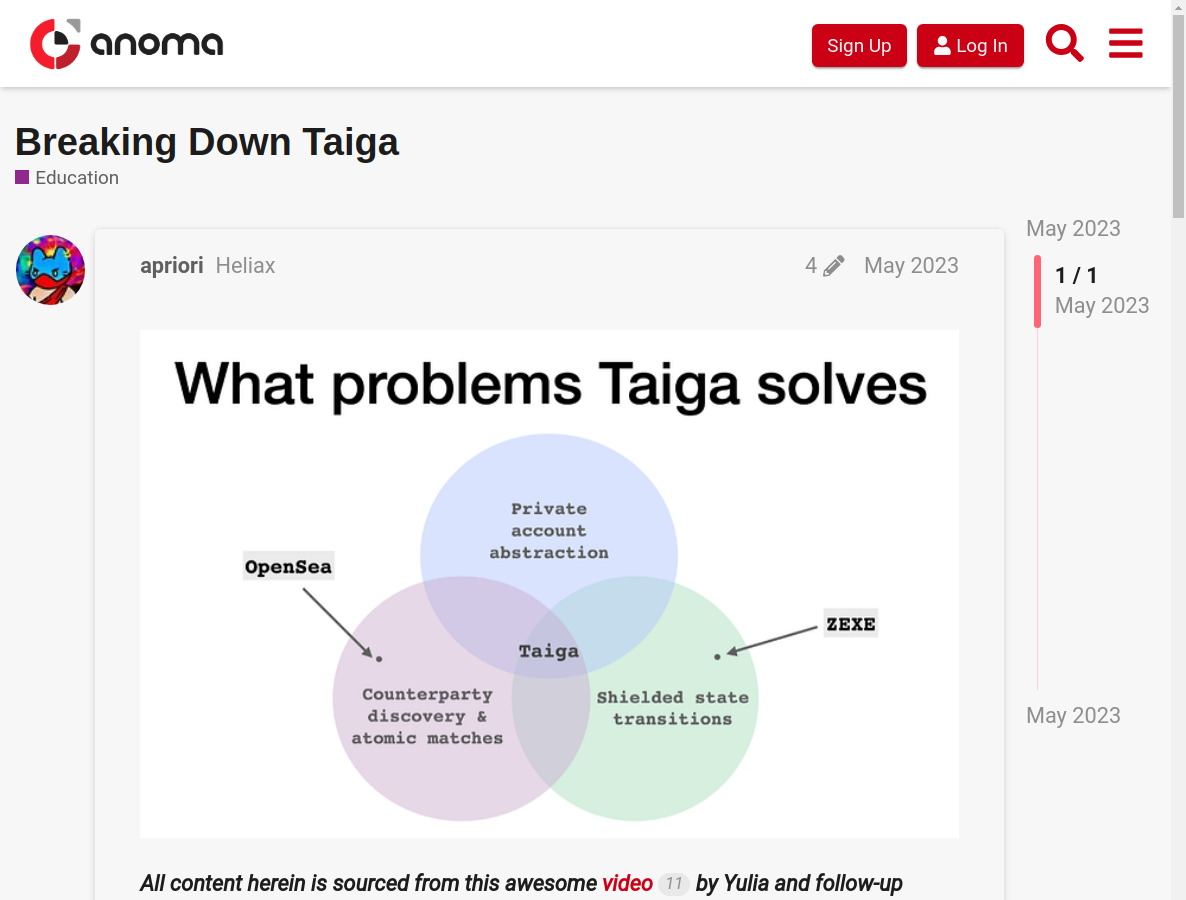 anoma
Sign Up
Log In
Breaking Down Taiga
Education
May 2023
apriori Heliax
4
May 2023
1 / 1
May 2023
What problems Taiga solves
Private
account
abstraction
OpenSea
ZEXE
Taiga
Counterparty
discovery &
atomic matches
Shielded state
transitions
May 2023
All content herein is sourced from this awesome video 11 by Yulia and follow-up